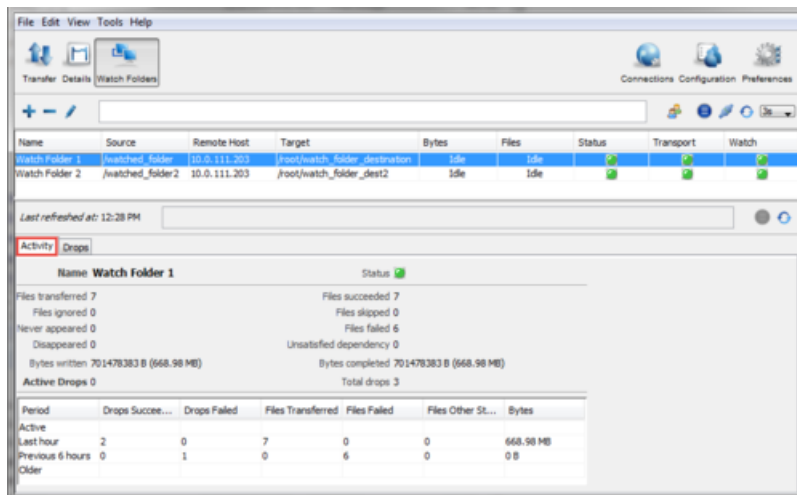 File Edit View Tools Help
Transfer Details Watch Folders Connections Configuration Preferences
3s
Name Source Remote Host Target Bytes Files Status Transport Watch
Watch Folder 1 /watched_folder 10.0.111.203 /root/watch_folder_destination Idle Idle
Watch Folder 2 /watched_folder2 10.0.111.203 /root/watch_folder_dest2 Idle Idle
Last refreshed at: 12:28 PM
Activity Drops
Name Watch Folder 1 Status
Files transferred 7 Files succeeded 7
Files ignored 0 Files skipped 0
Never appeared 0 Files failed 6
Disappeared 0 Unsatisfied dependency 0
Bytes written 701478383 B (668.98 MB) Bytes completed 701478383 B (668.98 MB)
Active Drops 0 Total drops 3
Period Drops Succee... Drops Failed Files Transferred Files Failed Files Other St... Bytes
Active
Last hour 2 0 7 0 0 668.98 MB
Previous 6 hours 0 1 0 6 0 0 B
Older